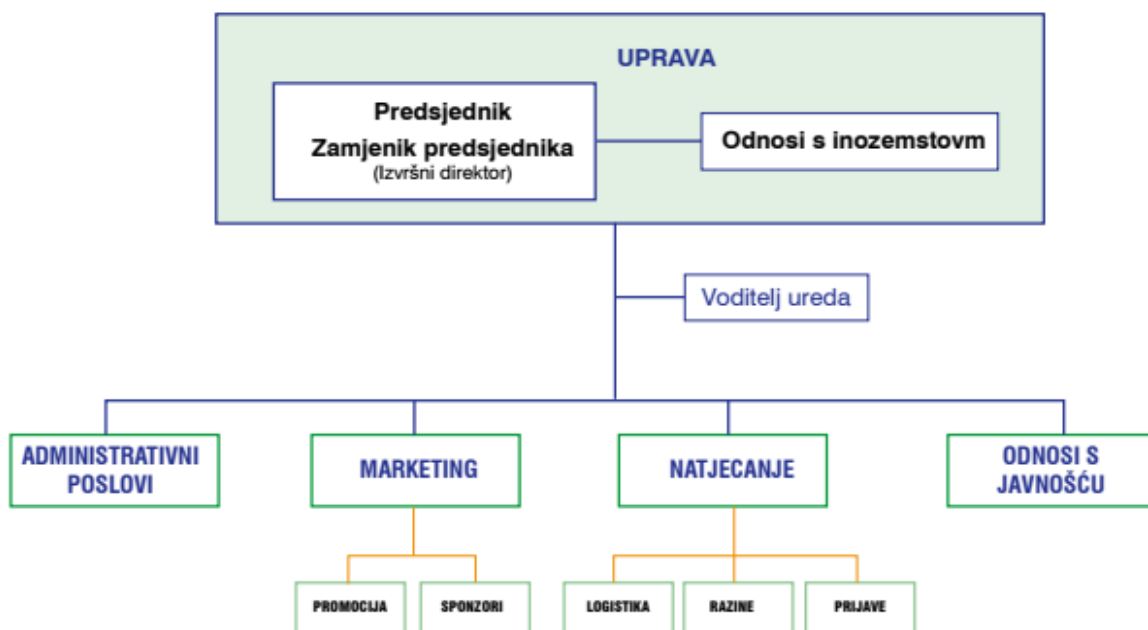 UPRAVA
Predsjednik
Zamjenik predsjednika
(Izvršni direktor)
Odnosi s inozemstovm
Voditelj ureda
ADMINISTRATIVNI
POSLOVI
MARKETING
NATJECANJE
ODNOSI S
JAVNOŠĆU
PROMOCIJA
SPONZORI
LOGISTIKA
RAZINE
PRIJAVE